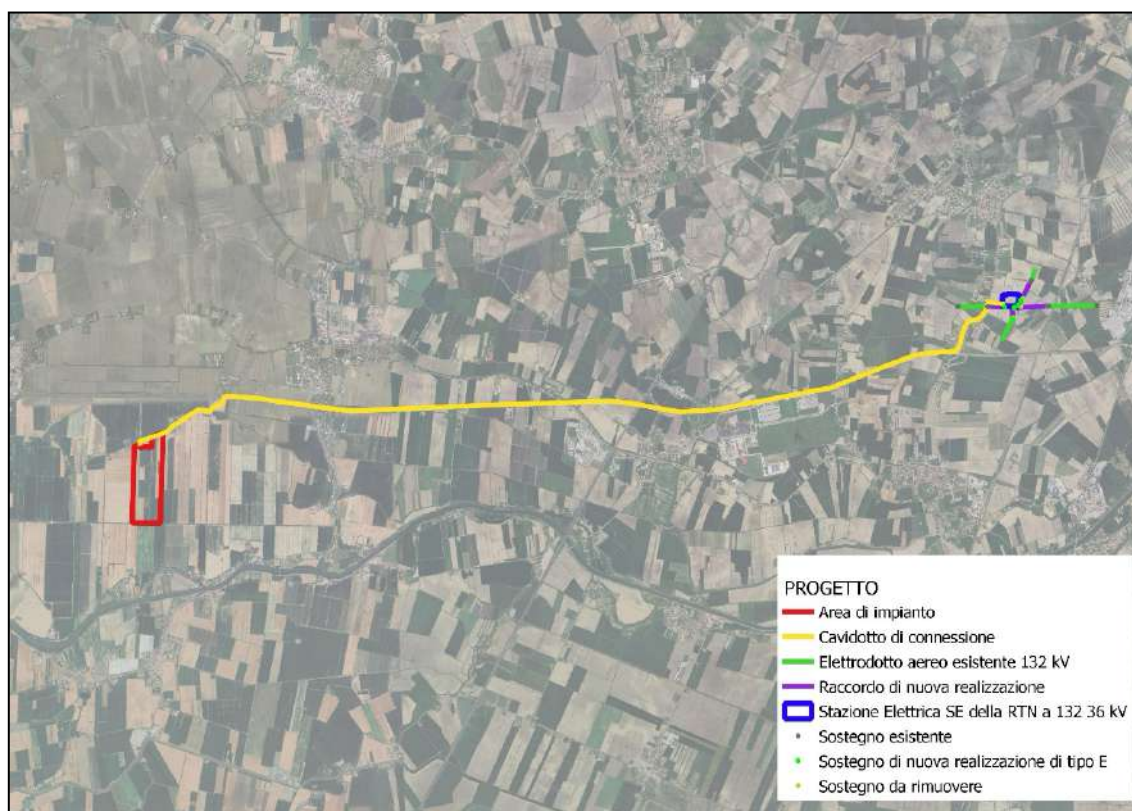 PROGETTO
Area di impianto
Cavidotto di connessione
Elettrodotto aereo esistente 132 kV
Raccordo di nuova realizzazione
Stazione Elettrica SE della RTN a 132 36 kV
Sostegno esistente
Sostegno di nuova realizzazione di tipo E
Sostegno da rimuovere